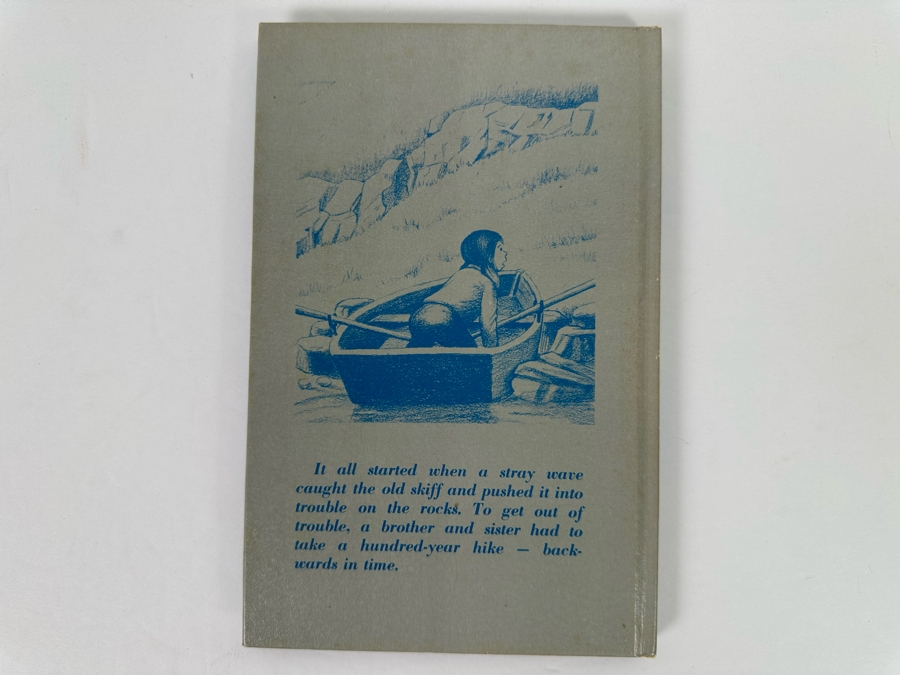 It all started when a stray wave
caught the old skiff and pushed it into
trouble on the rocks. To get out of
trouble, a brother and sister had to
take a hundred-year hike — back-
wards in time.